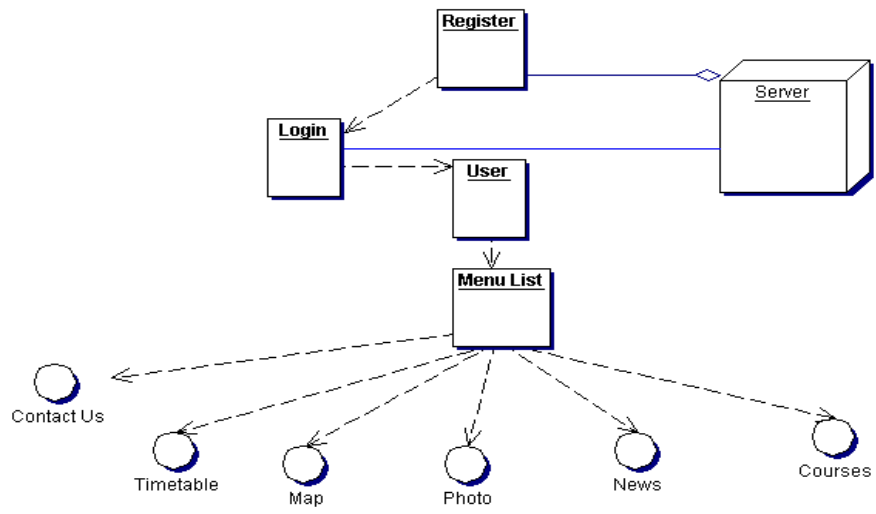 Register
Server
Login
User
Menu List
Contact Us
Timetable
Map
Photo
News
Courses